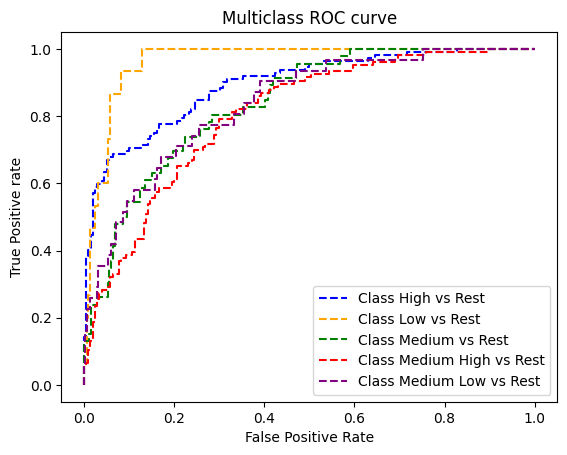 Multiclass ROC curve
True Positive rate
1.0
0.8
0.6
0.4
0.2
0.0
Class High vs Rest
Class Low vs Rest
Class Medium vs Rest
Class Medium High vs Rest
Class Medium Low vs Rest
0.0 0.2 0.4 0.6 0.8 1.0
False Positive Rate